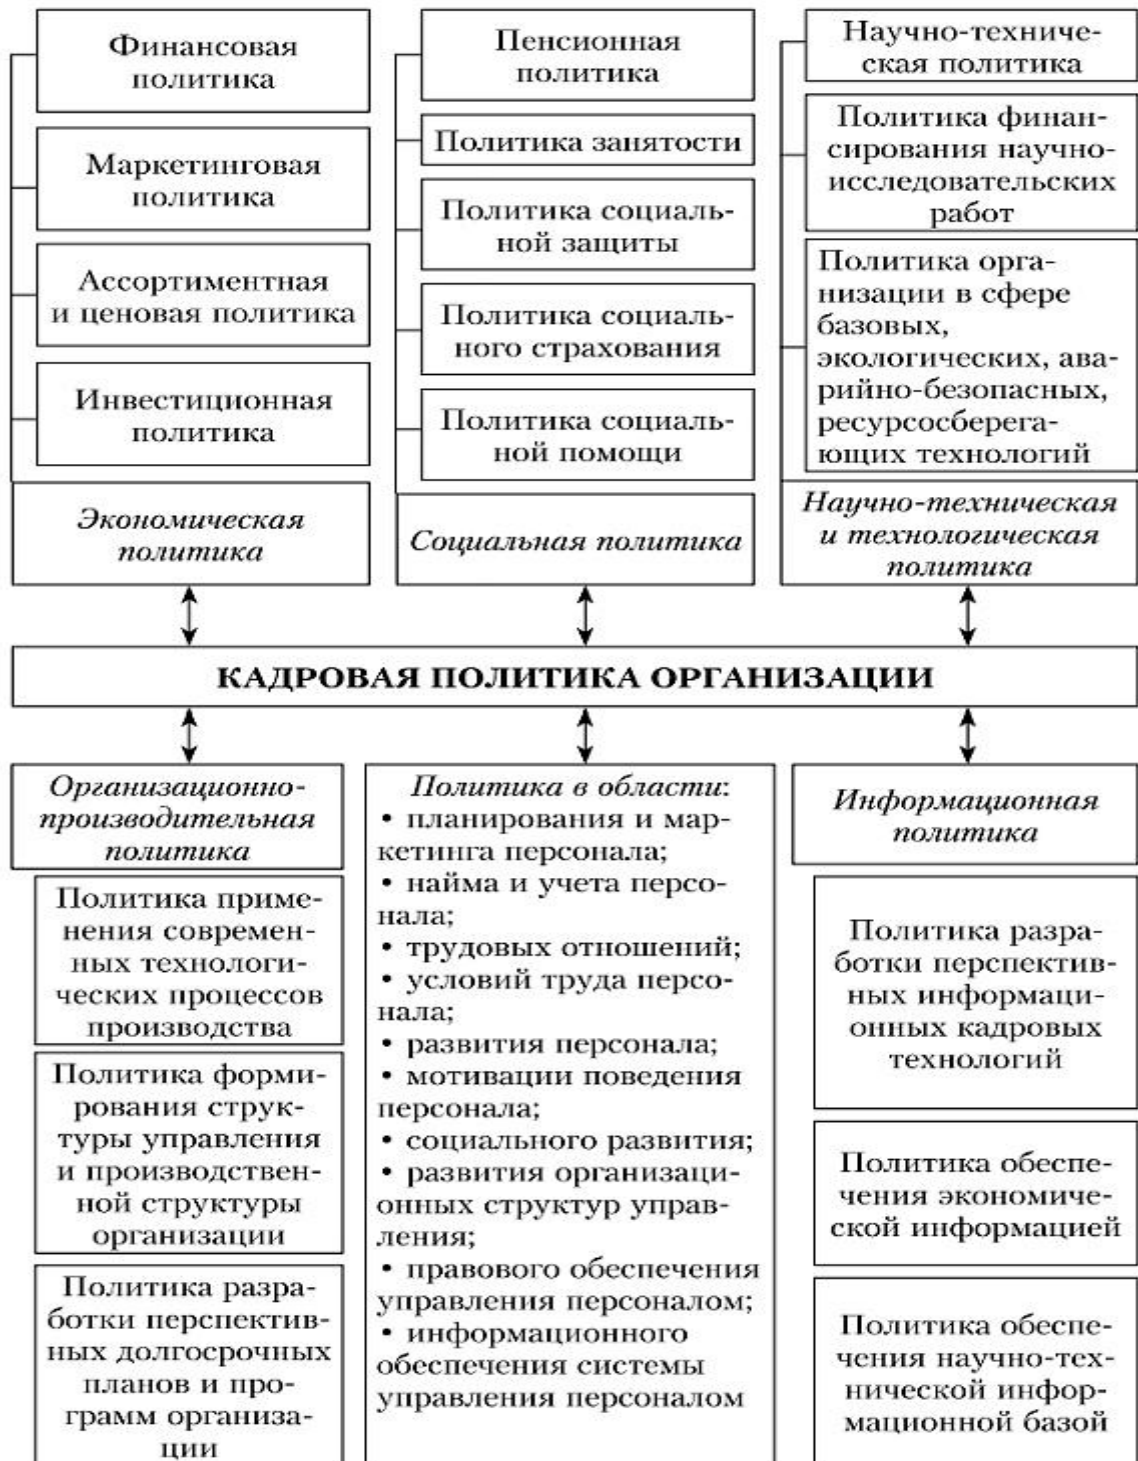 Финансовая
политика
Маркетинговая
политика
Ассортиментная
и ценовая политика
Инвестиционная
политика
Экономическая
политика
Пенсионная
политика
Политика занятости
Политика социаль-
ной защиты
Политика социаль-
ного страхования
Политика социаль-
ной помощи
Социальная политика
Научно-техниче-
ская политика
Политика финан-
сирования научно-
исследовательских
работ
Политика орга-
низации в сфере
базовых,
экологических, ава-
рийно-безопасных,
ресурсосберега-
ющих технологий
Научно-техническая
и технологическая
политика
КАДРОВАЯ ПОЛИТИКА ОРГАНИЗАЦИИ
Организационно-
производительная
политика
Политика приме-
нения современ-
ных технологи-
ческих процессов
производства
Политика форми-
рования струк-
туры управления
и производствен-
ной структуры
организации
Политика разра-
ботки перспектив-
ных долгосрочных
планов и про-
грамм организа-
ции
Политика в области:
• планирования и мар-
кетинга персонала;
• найма и учета персо-
нала;
• трудовых отношений;
• условий труда персо-
нала;
• развития персонала;
• мотивации поведения
персонала;
• социального развития;
• развития организаци-
онных структур управ-
ления;
• правового обеспечения
управления персоналом;
• информационного
обеспечения системы
управления персоналом
Информационная
политика
Политика разра-
ботки перспектив-
ных информаци-
онных кадровых
технологий
Политика обеспе-
чения экономиче-
ской информацией
Политика обеспе-
чения научно-тех-
нической инфор-
мационной базой